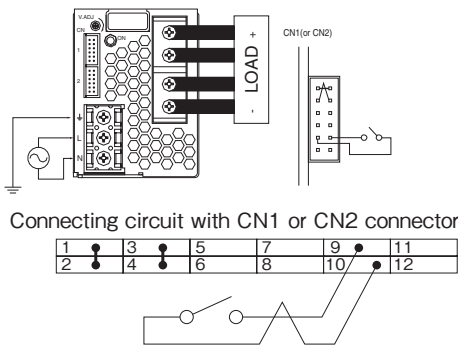 V.ADJ
CN
ON
1
2
L
N
+
LOAD
-
CN1(or CN2)
Connecting circuit with CN1 or CN2 connector
1 3 5 7 9 11
2 4 6 8 10 12